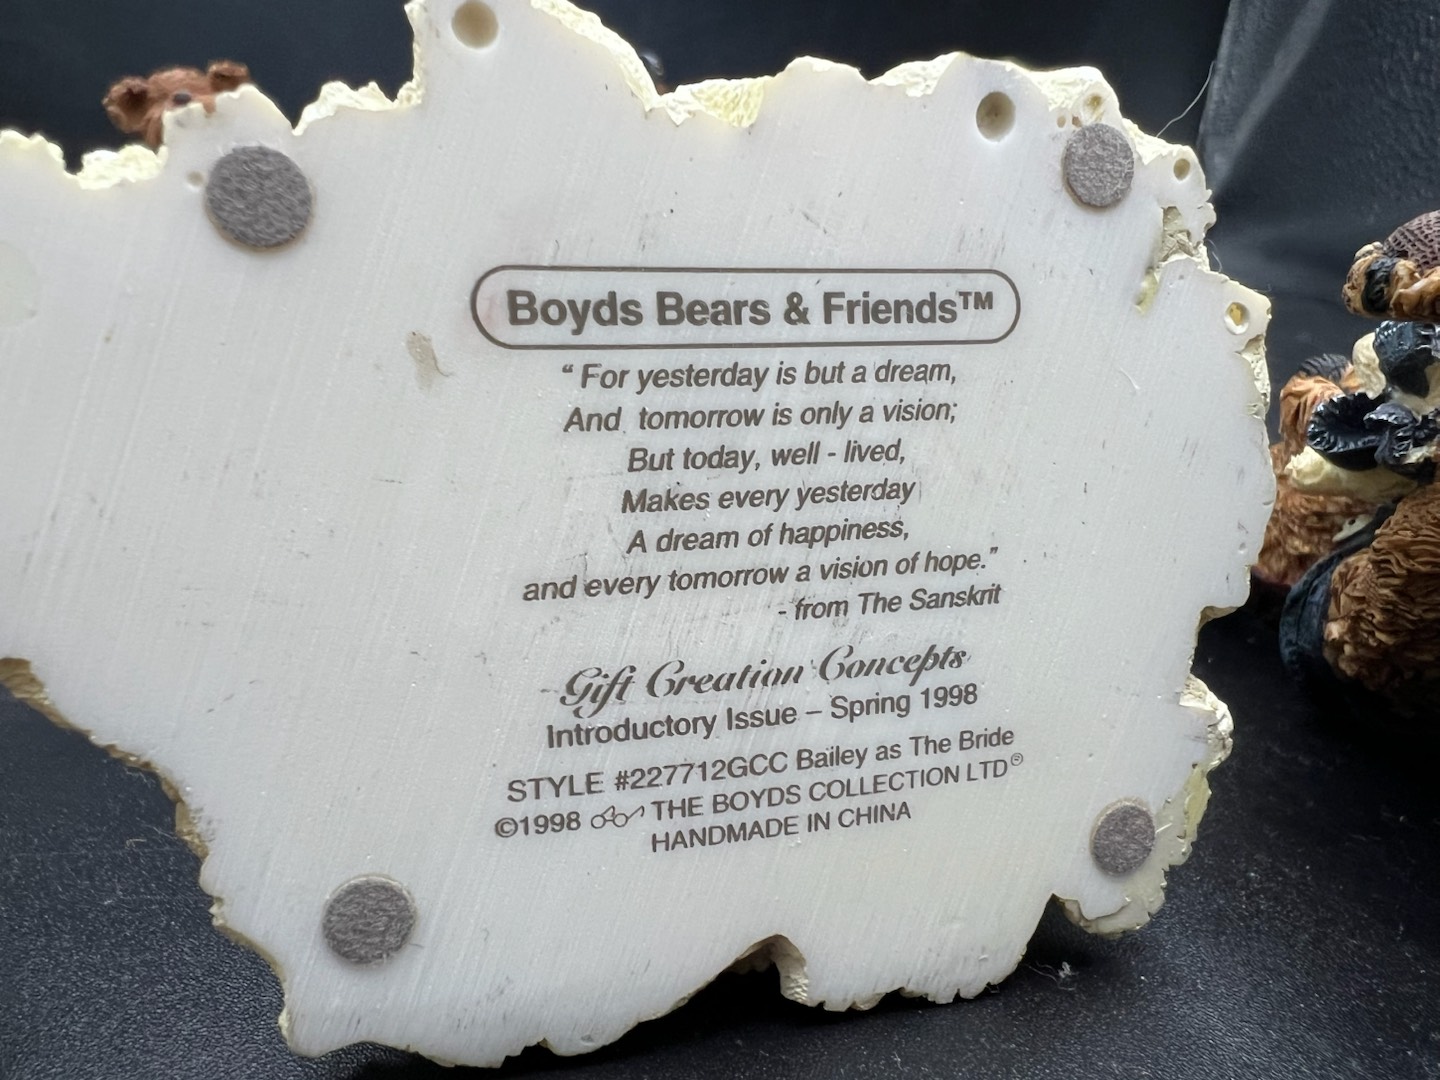 Boyds Bears & Friends™
“ For yesterday is but a dream,
And tomorrow is only a vision;
But today, well - lived,
Makes every yesterday
A dream of happiness,
and every tomorrow a vision of hope.”
- from The Sanskrit
Gift Creation Concepts
Introductory Issue – Spring 1998
STYLE #227712GCC Bailey as The Bride
©1998 THE BOYDS COLLECTION LTD®
HANDMADE IN CHINA